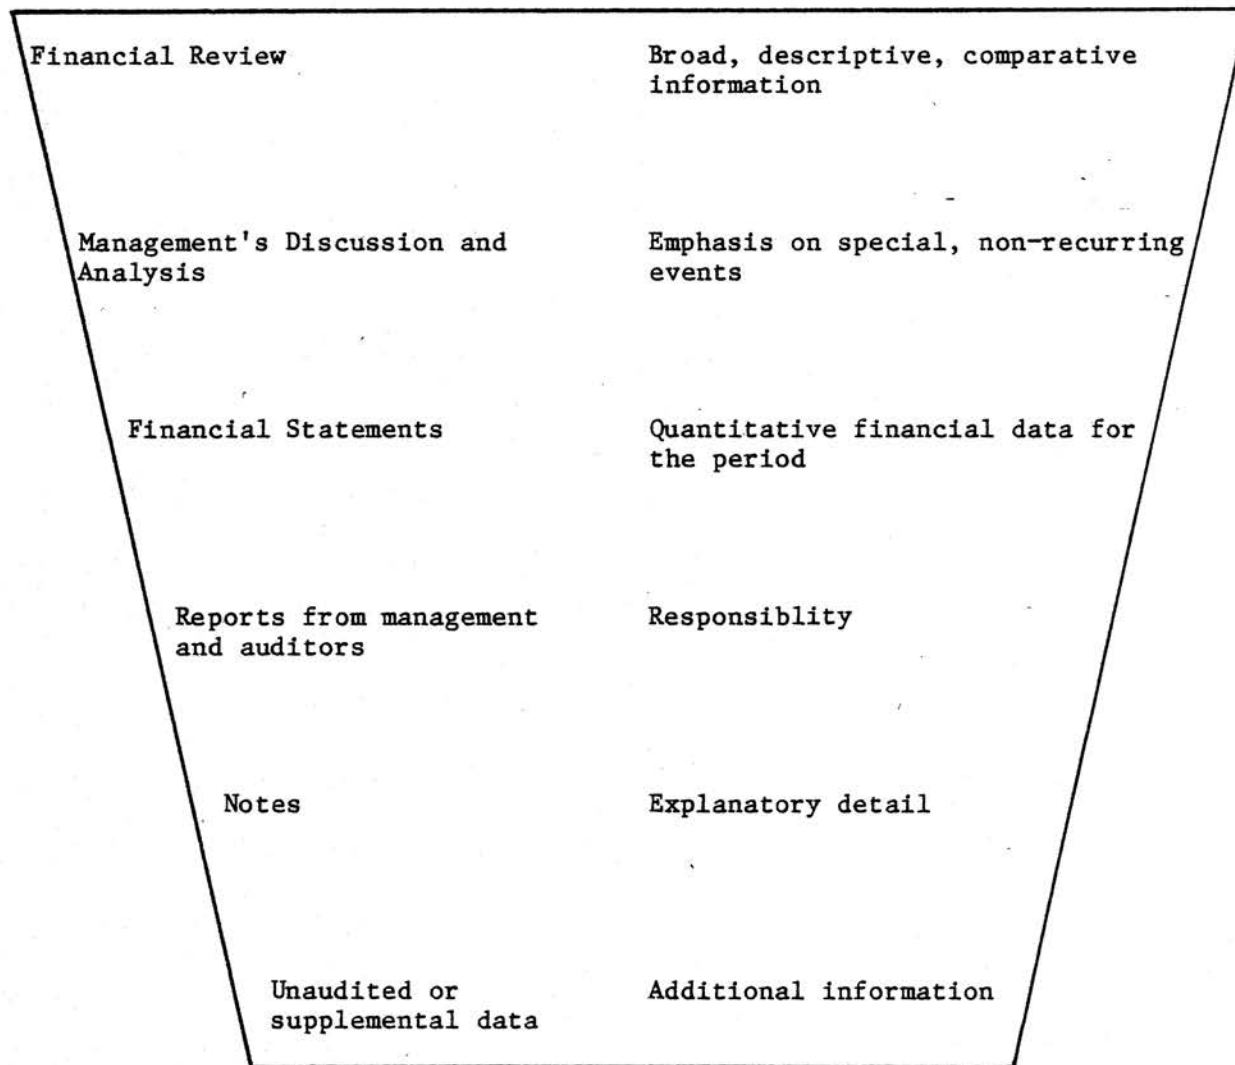 Financial Review Broad, descriptive, comparative
information
Management's Discussion and Emphasis on special, non-recurring
Analysis events
Financial Statements Quantitative financial data for
the period
Reports from management Responsiblity
and auditors
Notes Explanatory detail
Unaudited or Additional information
supplemental data